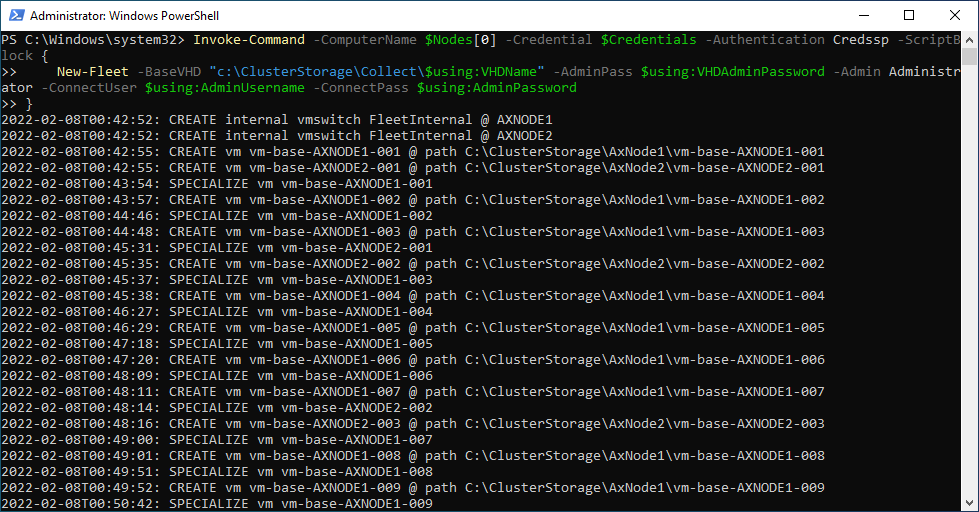 Administrator: Windows PowerShell
PS C:\Windows\system32> Invoke-Command -ComputerName $Nodes[0] -Credential $Credentials -Authentication Credssp -ScriptB
lock {
>>     New-Fleet -BaseVHD "c:\ClusterStorage\Collect\$using:VHDName" -AdminPass $using:VHDAdminPassword -Admin Administr
ator -ConnectUser $using:AdminUsername -ConnectPass $using:AdminPassword
>> }
2022-02-08T00:42:52: CREATE internal vmswitch FleetInternal @ AXNODE1
2022-02-08T00:42:52: CREATE internal vmswitch FleetInternal @ AXNODE2
2022-02-08T00:42:55: CREATE vm vm-base-AXNODE1-001 @ path C:\ClusterStorage\AxNode1\vm-base-AXNODE1-001
2022-02-08T00:42:55: CREATE vm vm-base-AXNODE2-001 @ path C:\ClusterStorage\AxNode2\vm-base-AXNODE2-001
2022-02-08T00:43:54: SPECIALIZE vm vm-base-AXNODE1-001
2022-02-08T00:43:57: CREATE vm vm-base-AXNODE1-002 @ path C:\ClusterStorage\AxNode1\vm-base-AXNODE1-002
2022-02-08T00:44:46: SPECIALIZE vm vm-base-AXNODE1-002
2022-02-08T00:44:48: CREATE vm vm-base-AXNODE1-003 @ path C:\ClusterStorage\AxNode1\vm-base-AXNODE1-003
2022-02-08T00:45:31: SPECIALIZE vm vm-base-AXNODE2-001
2022-02-08T00:45:35: CREATE vm vm-base-AXNODE2-002 @ path C:\ClusterStorage\AxNode2\vm-base-AXNODE2-002
2022-02-08T00:45:37: SPECIALIZE vm vm-base-AXNODE1-003
2022-02-08T00:45:38: CREATE vm vm-base-AXNODE1-004 @ path C:\ClusterStorage\AxNode1\vm-base-AXNODE1-004
2022-02-08T00:46:27: SPECIALIZE vm vm-base-AXNODE1-004
2022-02-08T00:46:29: CREATE vm vm-base-AXNODE1-005 @ path C:\ClusterStorage\AxNode1\vm-base-AXNODE1-005
2022-02-08T00:47:18: SPECIALIZE vm vm-base-AXNODE1-005
2022-02-08T00:47:20: CREATE vm vm-base-AXNODE1-006 @ path C:\ClusterStorage\AxNode1\vm-base-AXNODE1-006
2022-02-08T00:48:09: SPECIALIZE vm vm-base-AXNODE1-006
2022-02-08T00:48:11: CREATE vm vm-base-AXNODE1-007 @ path C:\ClusterStorage\AxNode1\vm-base-AXNODE1-007
2022-02-08T00:48:14: SPECIALIZE vm vm-base-AXNODE2-002
2022-02-08T00:48:16: CREATE vm vm-base-AXNODE2-003 @ path C:\ClusterStorage\AxNode2\vm-base-AXNODE2-003
2022-02-08T00:49:00: SPECIALIZE vm vm-base-AXNODE1-007
2022-02-08T00:49:01: CREATE vm vm-base-AXNODE1-008 @ path C:\ClusterStorage\AxNode1\vm-base-AXNODE1-008
2022-02-08T00:49:51: SPECIALIZE vm vm-base-AXNODE1-008
2022-02-08T00:49:52: CREATE vm vm-base-AXNODE1-009 @ path C:\ClusterStorage\AxNode1\vm-base-AXNODE1-009
2022-02-08T00:50:42: SPECIALIZE vm vm-base-AXNODE1-009